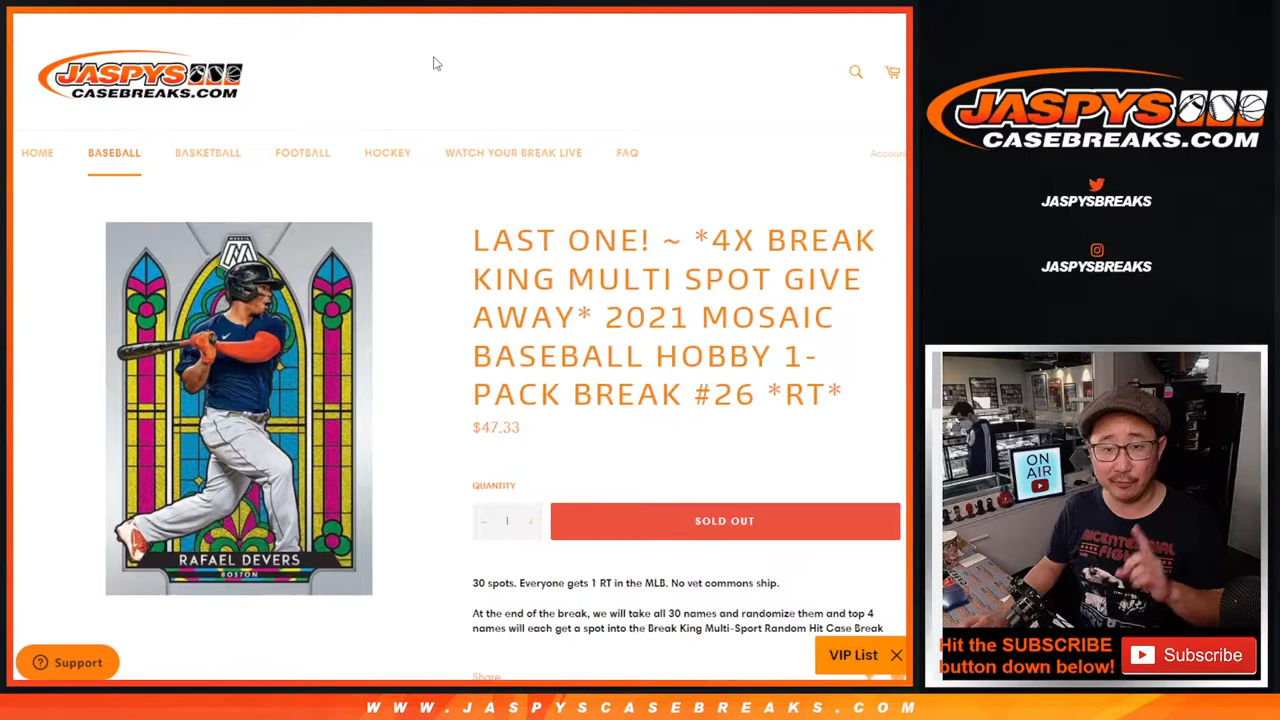 JASPYS
CASEBREAKS.COM
HOME
BASEBALL
BASKETBALL
FOOTBALL
HOCKEY
WATCH YOUR BREAK LIVE
FAQ
Account
MOSAIC
RAFAEL DEVERS
BOSTON
LAST ONE! ~ *4X BREAK
KING MULTI SPOT GIVE
AWAY* 2021 MOSAIC
BASEBALL HOBBY 1-
PACK BREAK #26 *RT*
$47.33
QUANTITY
- 1 +
SOLD OUT
30 spots. Everyone gets 1 RT in the MLB. No vet commons ship.
At the end of the break, we will take all 30 names and randomize them and top 4
names will each get a spot into the Break King Multi-Sport Random Hit Case Break
Share
Support
VIP List
JASPYS
CASEBREAKS.COM
JASPYSBREAKS
JASPYSBREAKS
ON
AIR
BICENTENNIAL
FIGHT
Hit the SUBSCRIBE
button down below!
Subscribe
WWW.JASPYSCASEBREAKS.COM